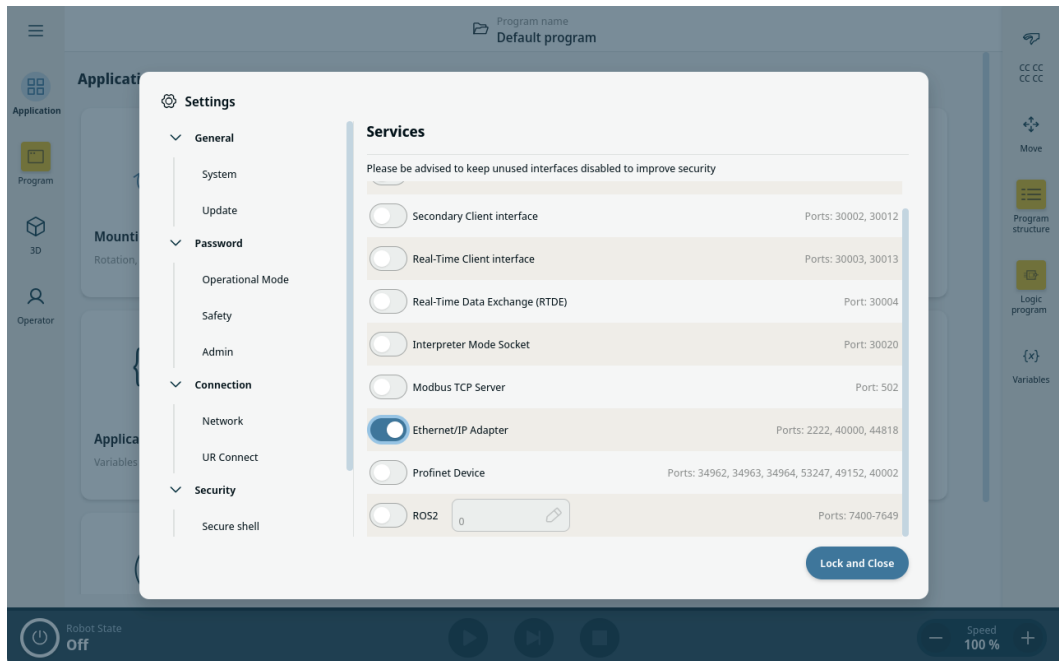 Program name
Default program
Application
Program
3D
Operator
Applicati
Mounti
Rotation,
Applica
Variables
Settings
General
System
Update
Password
Operational Mode
Safety
Admin
Connection
Network
UR Connect
Security
Secure shell
Services
Please be advised to keep unused interfaces disabled to improve security
Secondary Client interface Ports: 30002, 30012
Real-Time Client interface Ports: 30003, 30013
Real-Time Data Exchange (RTDE) Port: 30004
Interpreter Mode Socket Port: 30020
Modbus TCP Server Port: 502
Ethernet/IP Adapter Ports: 2222, 40000, 44818
Profinet Device Ports: 34962, 34963, 34964, 53247, 49152, 40002
ROS2 0 Ports: 7400-7649
Lock and Close
CC CC
CC CC
Move
Program
structure
Logic
program
{x}
Variables
Robot State
Off
Speed
100 %